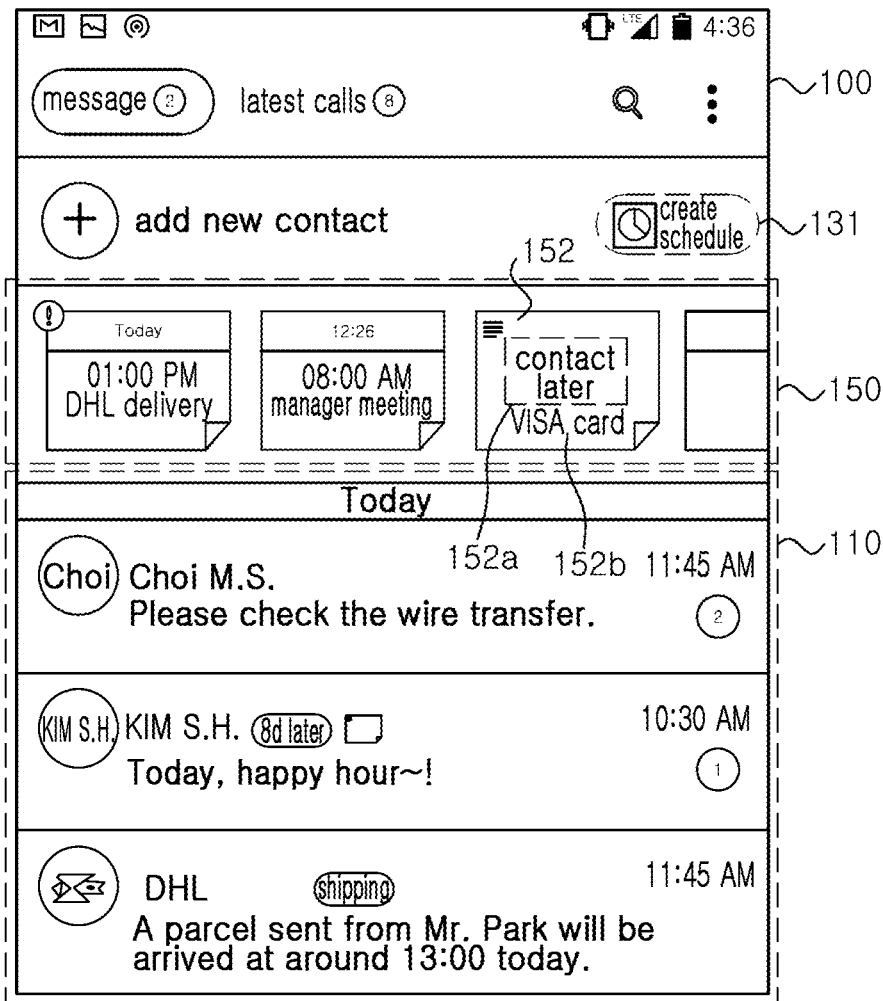 LTE 4:36
message 2 latest calls 8
100
+ add new contact
create
schedule
131
152
! Today
01:00 PM
DHL delivery
12:26
08:00 AM
manager meeting
contact
later
VISA card
150
Today
152a 152b
110
Choi Choi M.S. 11:45 AM
Please check the wire transfer. 2
KIM S.H. KIM S.H. 8d later 10:30 AM
Today, happy hour~! 1
DHL shipping 11:45 AM
A parcel sent from Mr. Park will be
arrived at around 13:00 today.